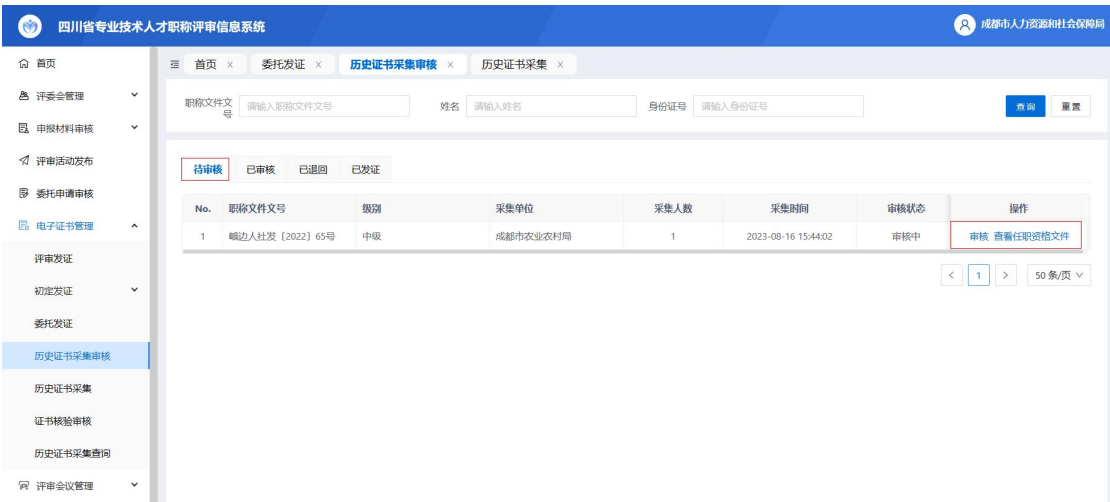 四川省专业技术人才职称评审信息系统
成都市人力资源和社会保障局
首页
评委会管理
申报材料审核
评审活动发布
委托申请审核
电子证书管理
评审发证
初定发证
委托发证
历史证书采集审核
历史证书采集
证书核验审核
历史证书采集查询
评审会议管理
首页 × 委托发证 × 历史证书采集审核 × 历史证书采集 ×
职称文件文号 请输入职称文件文号 姓名 请输入姓名 身份证号 请输入身份证号 查询 重置
待审核 已审核 已退回 已发证
No. 职称文件文号 级别 采集单位 采集人数 采集时间 审核状态 操作
1 峨边人社发〔2022〕65号 中级 成都市农业农村局 1 2023-08-16 15:44:02 审核中 审核 查看任职资格文件
< 1 > 50 条/页